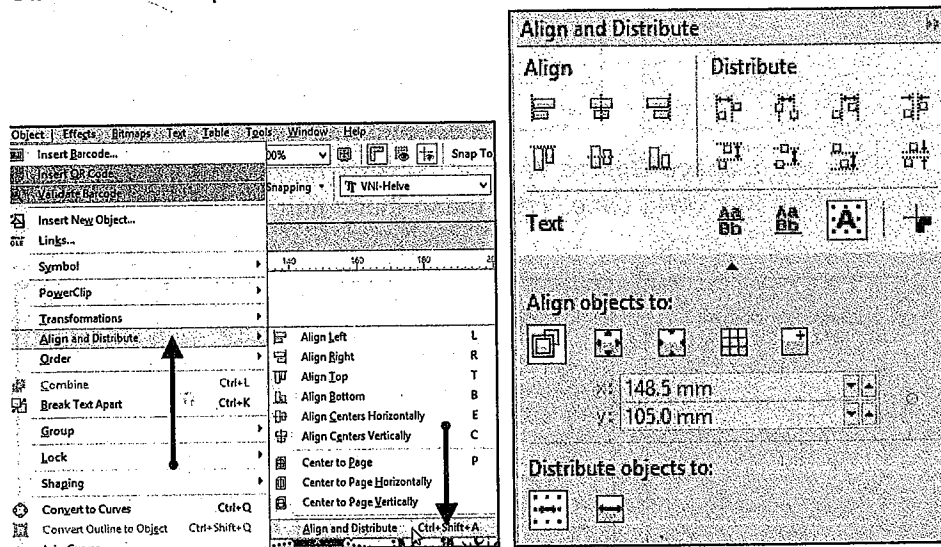 Object Effects Bitmaps Text Table Tools Window Help
Insert Barcode...
Insert QR Code
Validate Barcode
Insert New Object...
Links...
Symbol
PowerClip
Transformations
Align and Distribute
Order
Combine Ctrl+L
Break Text Apart Ctrl+K
Group
Lock
Shaping
Convert to Curves Ctrl+Q
Convert Outline to Object Ctrl+Shift+Q
00% Snap To
Snapping VNI-Helve
140 160 180
Align Left L
Align Right R
Align Top T
Align Bottom B
Align Centers Horizontally E
Align Centers Vertically C
Center to Page P
Center to Page Horizontally
Center to Page Vertically
Align and Distribute Ctrl+Shift+A
Align and Distribute
Align Distribute
Text
Align objects to:
x: 148.5 mm
y: 105.0 mm
Distribute objects to: